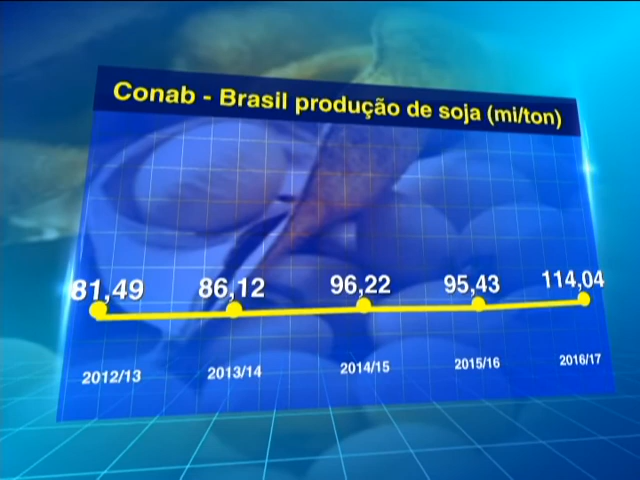 Conab - Brasil produção de soja (mi/ton)
81,49 86,12 96,22 95,43 114,04
2012/13 2013/14 2014/15 2015/16 2016/17